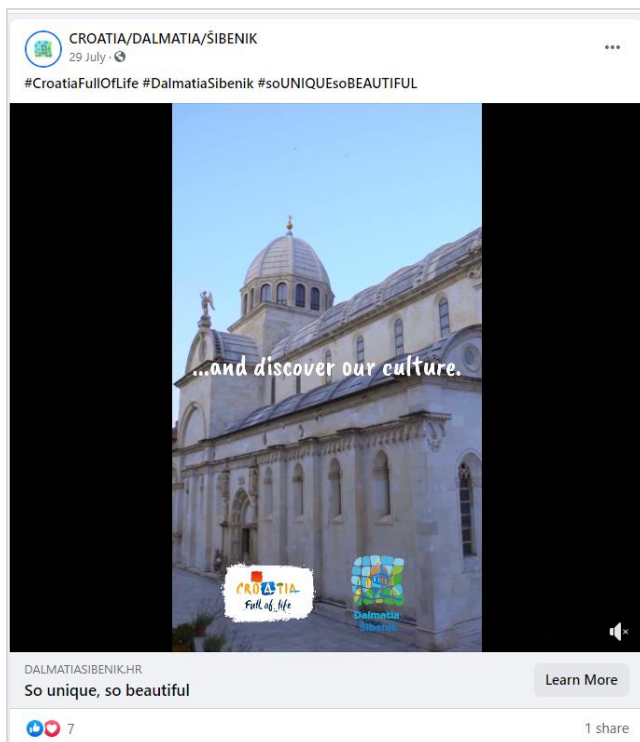 CROATIA/DALMATIA/ŠIBENIK
29 July ·
#CroatiaFullOfLife #DalmatiaSibenik #soUNIQUEsoBEAUTIFUL
...and discover our culture.
CROATIA
Full of life
Dalmatia
Šibenik
DALMATIASIBENIK.HR
So unique, so beautiful
Learn More
7
1 share